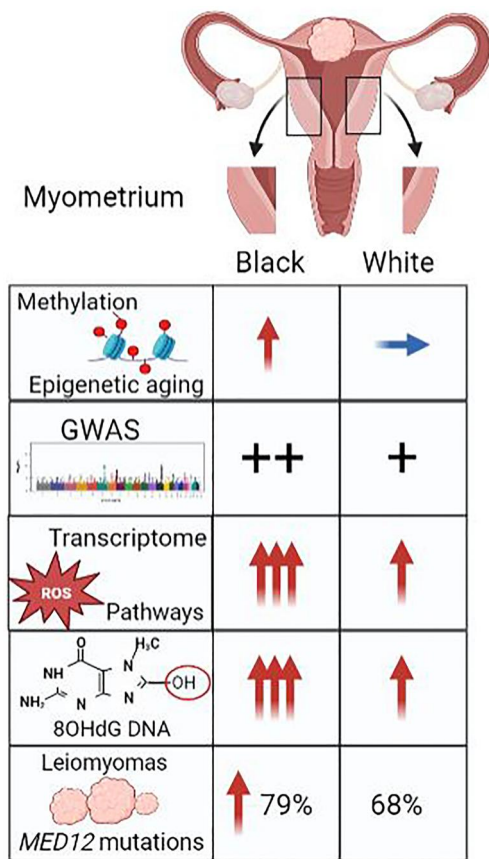 Myometrium
Black White
Methylation
Epigenetic aging
GWAS
++ +
Transcriptome
ROS
Pathways
O
H₃C
N
NH
OH
NH₂
N
N
8OHdG DNA
Leiomyomas
79% 68%
MED12 mutations